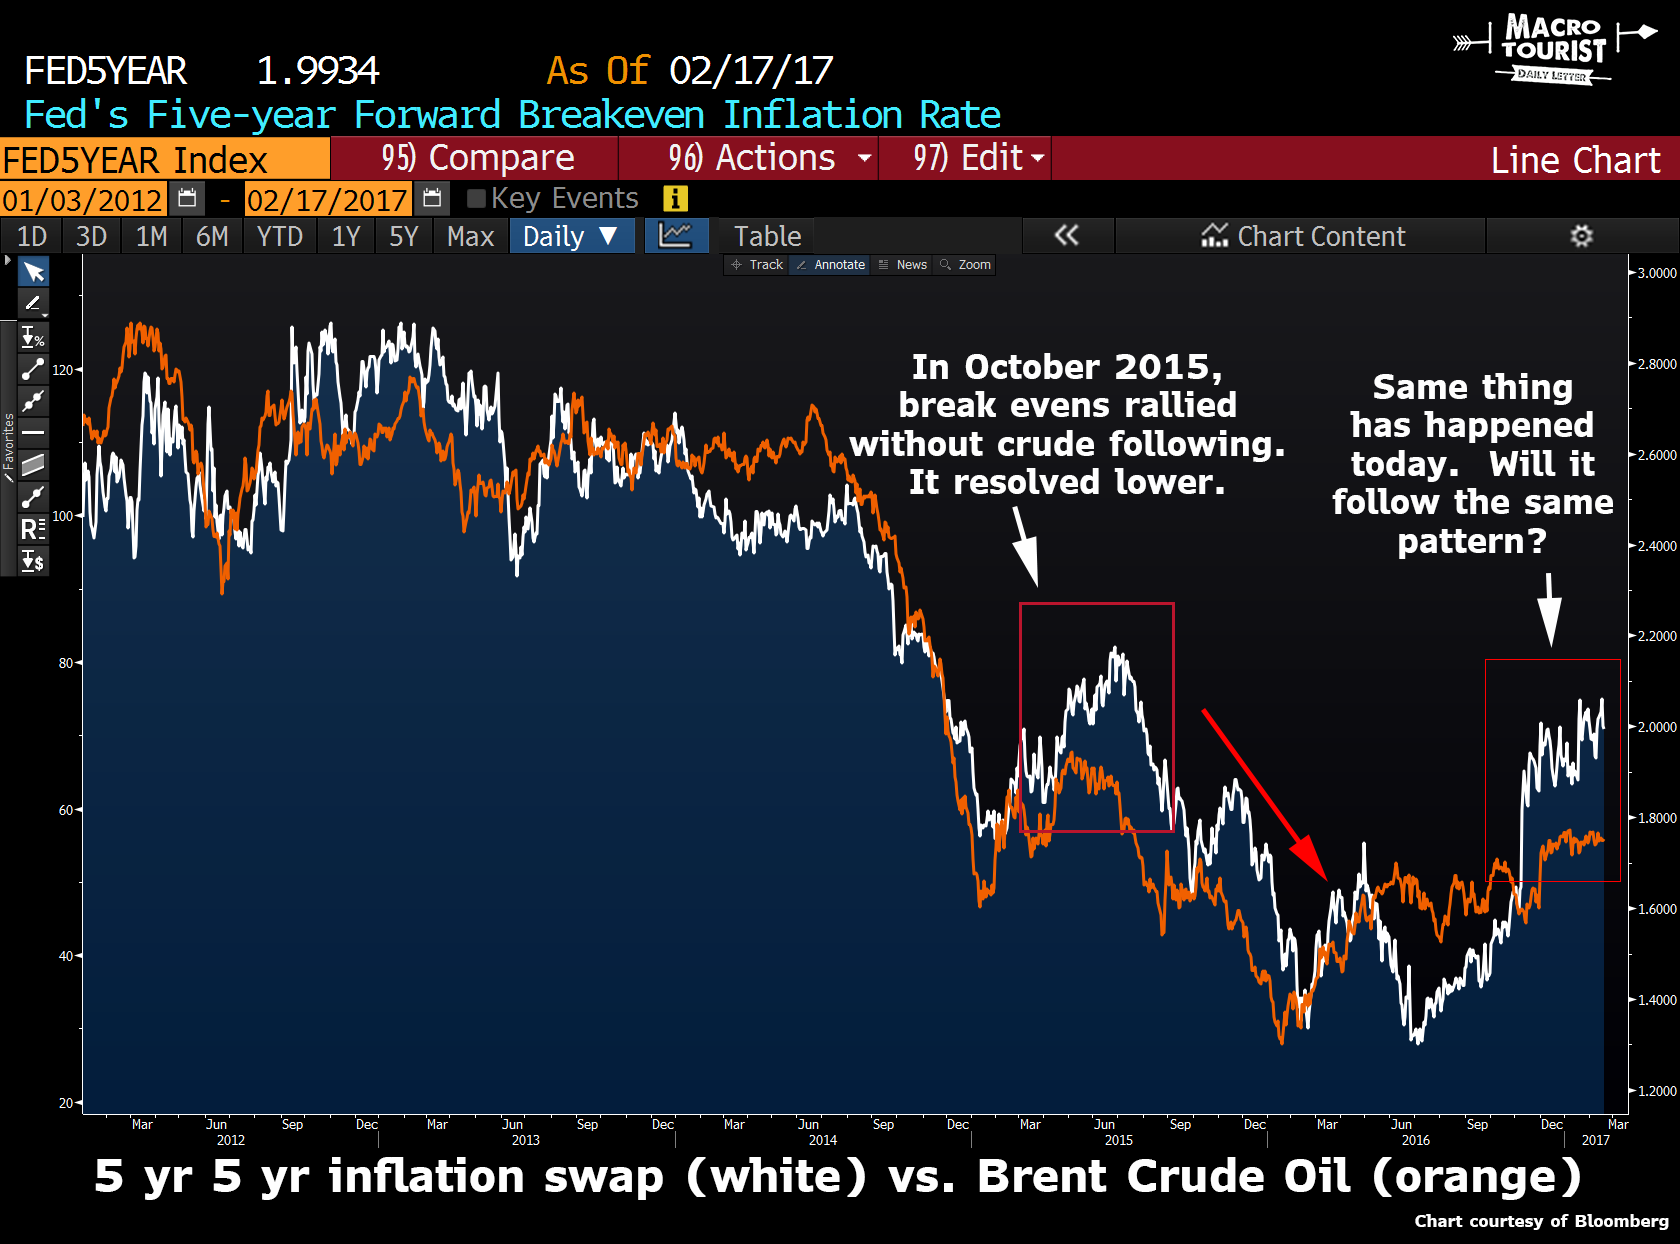 MACRO
TOURIST
DAILY LETTER
FED5YEAR 1.9934 As Of 02/17/17
Fed's Five-year Forward Breakeven Inflation Rate
FED5YEAR Index 95) Compare 96) Actions 97) Edit Line Chart
01/03/2012 - 02/17/2017 Key Events i
1D 3D 1M 6M YTD 1Y 5Y Max Daily ▼ Table « Chart Content
Track Annotate News Zoom
Favorites
%
R
$
120
100
80
60
40
20
3.0000
2.8000
2.6000
2.4000
2.2000
2.0000
1.8000
1.6000
1.4000
1.2000
In October 2015,
break evens rallied
without crude following.
It resolved lower.
Same thing
has happened
today. Will it
follow the same
pattern?
Mar Jun Sep Dec Mar Jun Sep Dec Mar Jun Sep Dec Mar Jun Sep Dec Mar Jun Sep Dec Mar
2012 2013 2014 2015 2016 2017
5 yr 5 yr inflation swap (white) vs. Brent Crude Oil (orange)
Chart courtesy of Bloomberg